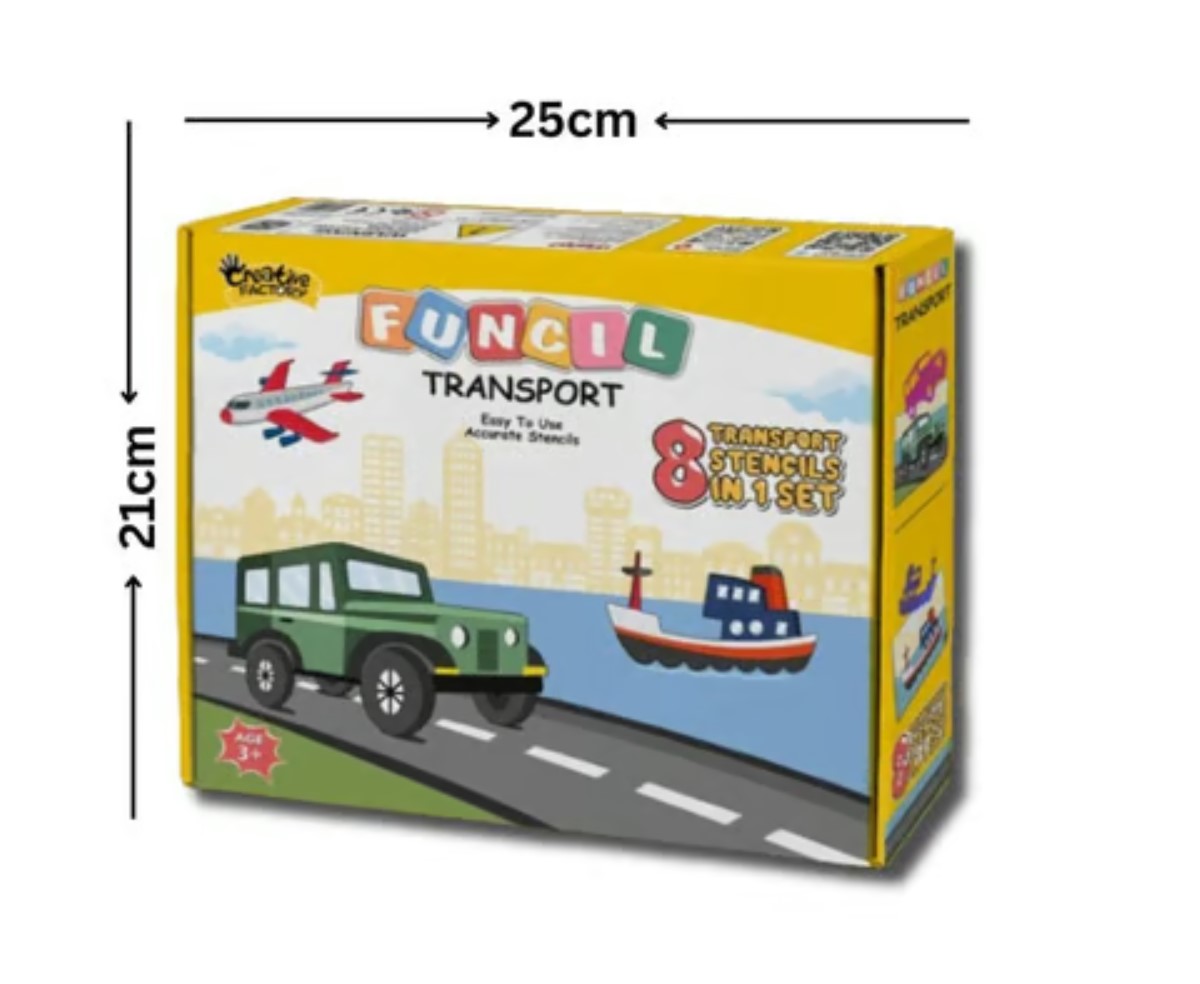 25cm
21cm
Creative
FACTORY
FUNCIL
TRANSPORT
Easy To Use
Accurate Stencils
8 TRANSPORT
STENCILS
IN 1 SET
AGE
3+
FUNCIL
TRANSPORT